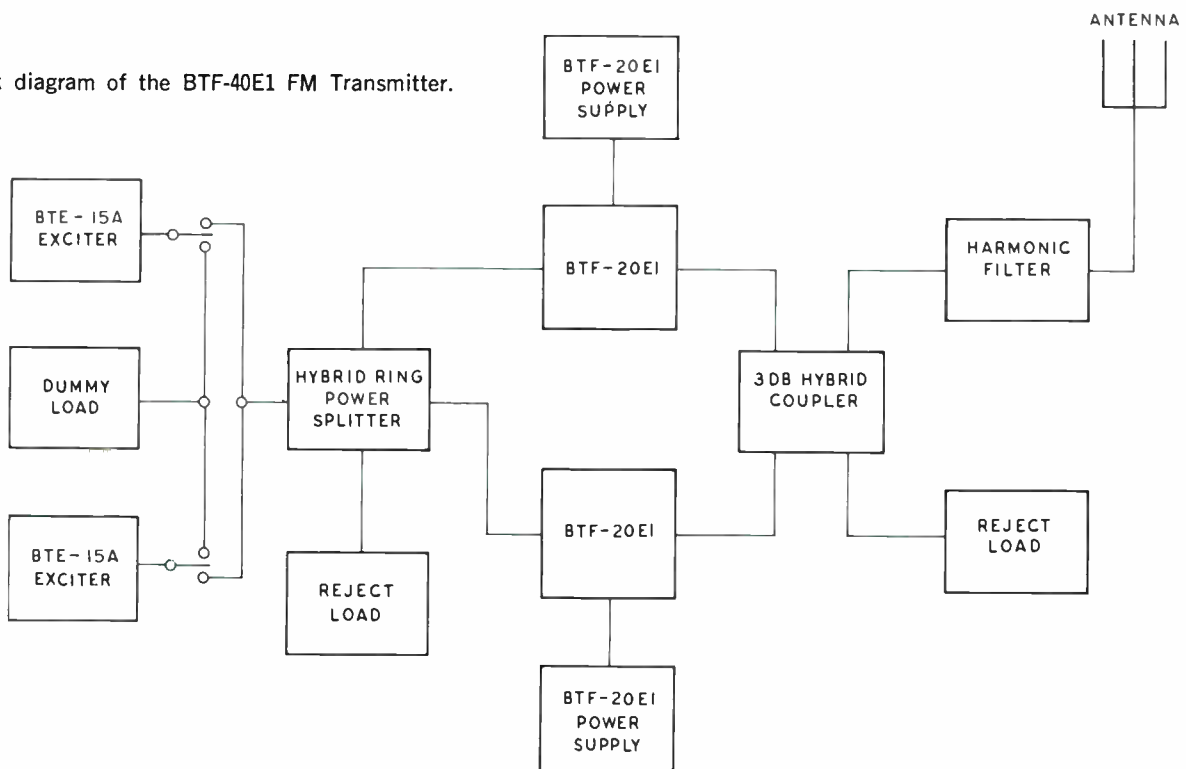 ANTENNA
diagram of the BTF-40E1 FM Transmitter.
BTF-20E1
POWER
SUPPLY
BTE-15A
EXCITER
BTF-20E1
HARMONIC
FILTER
DUMMY
LOAD
HYBRID RING
POWER
SPLITTER
3DB HYBRID
COUPLER
BTE-15A
EXCITER
REJECT
LOAD
BTF-20E1
REJECT
LOAD
BTF-20E1
POWER
SUPPLY